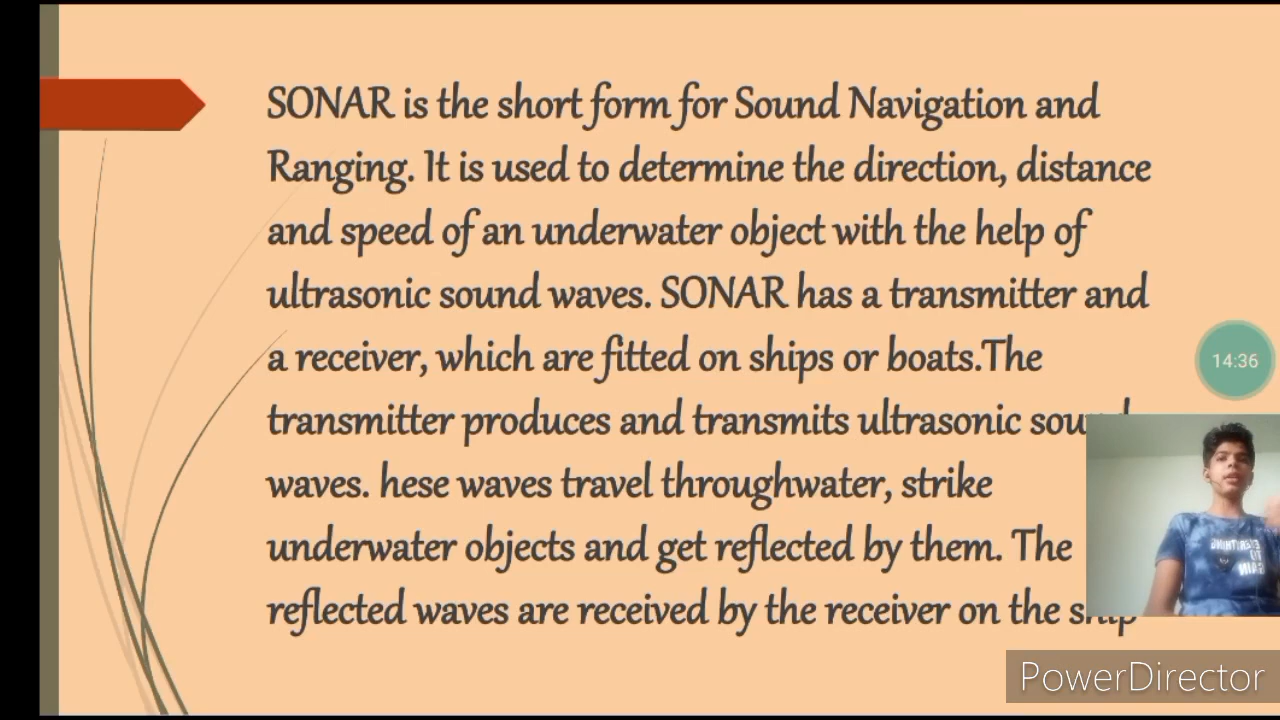 SONAR is the short form for Sound Navigation and
Ranging. It is used to determine the direction, distance
and speed of an underwater object with the help of
ultrasonic sound waves. SONAR has a transmitter and
a receiver, which are fitted on ships or boats.The
transmitter produces and transmits ultrasonic sound
waves. hese waves travel throughwater, strike
underwater objects and get reflected by them. The
reflected waves are received by the receiver on the ship
14:36
PowerDirector